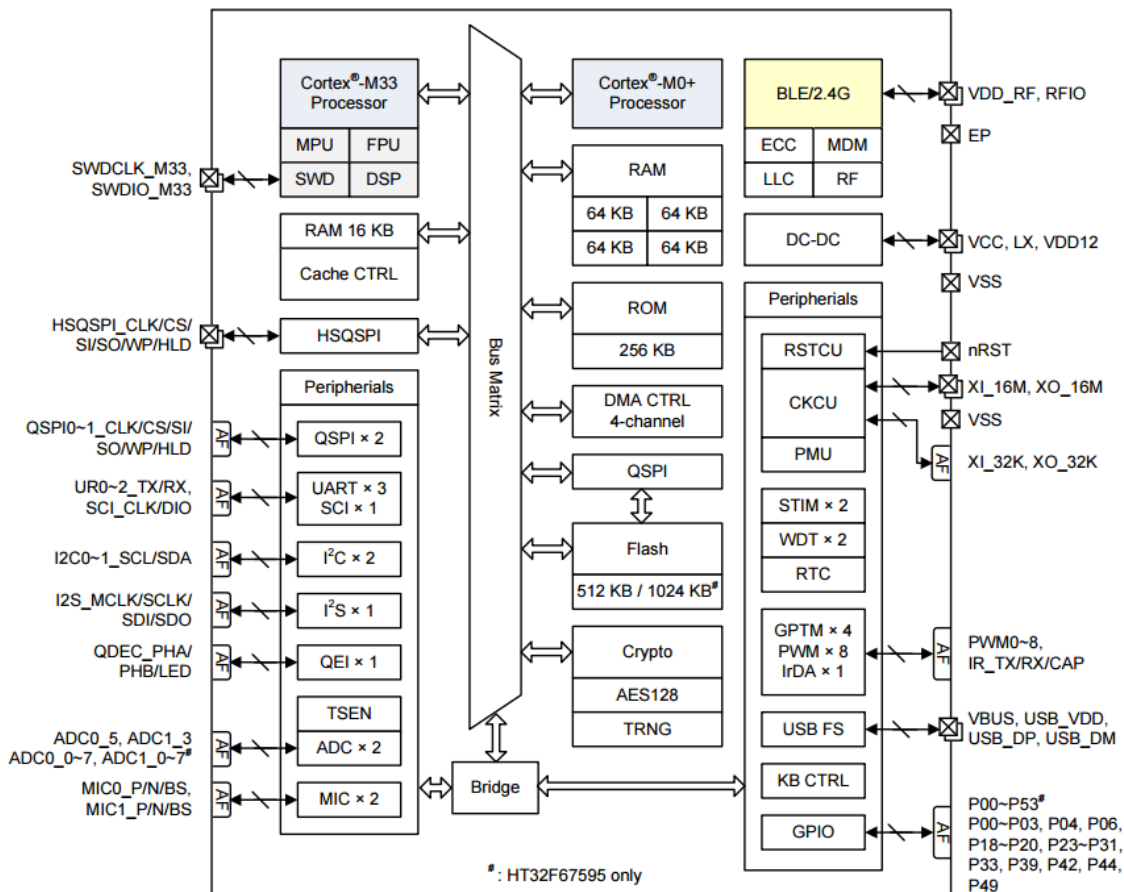 Cortex®-M33
Processor
MPU
FPU
SWD
DSP
SWDCLK_M33,
SWDIO_M33
RAM 16 KB
Cache CTRL
HSQSPI_CLK/CS/
SI/SO/WP/HLD
HSQSPI
Peripherials
QSPI0~1_CLK/CS/SI/
SO/WP/HLD
AF
QSPI × 2
UR0~2_TX/RX,
SCI_CLK/DIO
AF
UART × 3
SCI × 1
I2C0~1_SCL/SDA
AF
I²C × 2
I2S_MCLK/SCLK/
SDI/SDO
AF
I²S × 1
QDEC_PHA/
PHB/LED
AF
QEI × 1
TSEN
ADC0_5, ADC1_3
ADC0_0~7, ADC1_0~7#
AF
ADC × 2
MIC0_P/N/BS,
MIC1_P/N/BS
AF
MIC × 2
Bus Matrix
Bridge
Cortex®-M0+
Processor
RAM
64 KB
64 KB
64 KB
64 KB
ROM
256 KB
DMA CTRL
4-channel
QSPI
Flash
512 KB / 1024 KB#
Crypto
AES128
TRNG
BLE/2.4G
ECC
MDM
LLC
RF
VDD_RF, RFIO
EP
DC-DC
VCC, LX, VDD12
VSS
Peripherials
RSTCU
nRST
CKCU
XI_16M, XO_16M
VSS
PMU
AF
XI_32K, XO_32K
STIM × 2
WDT × 2
RTC
GPTM × 4
PWM × 8
IrDA × 1
AF
PWM0~8,
IR_TX/RX/CAP
USB FS
VBUS, USB_VDD,
USB_DP, USB_DM
KB CTRL
GPIO
AF
P00~P53#
P00~P03, P04, P06,
P18~P20, P23~P31,
P33, P39, P42, P44,
P49
# : HT32F67595 only